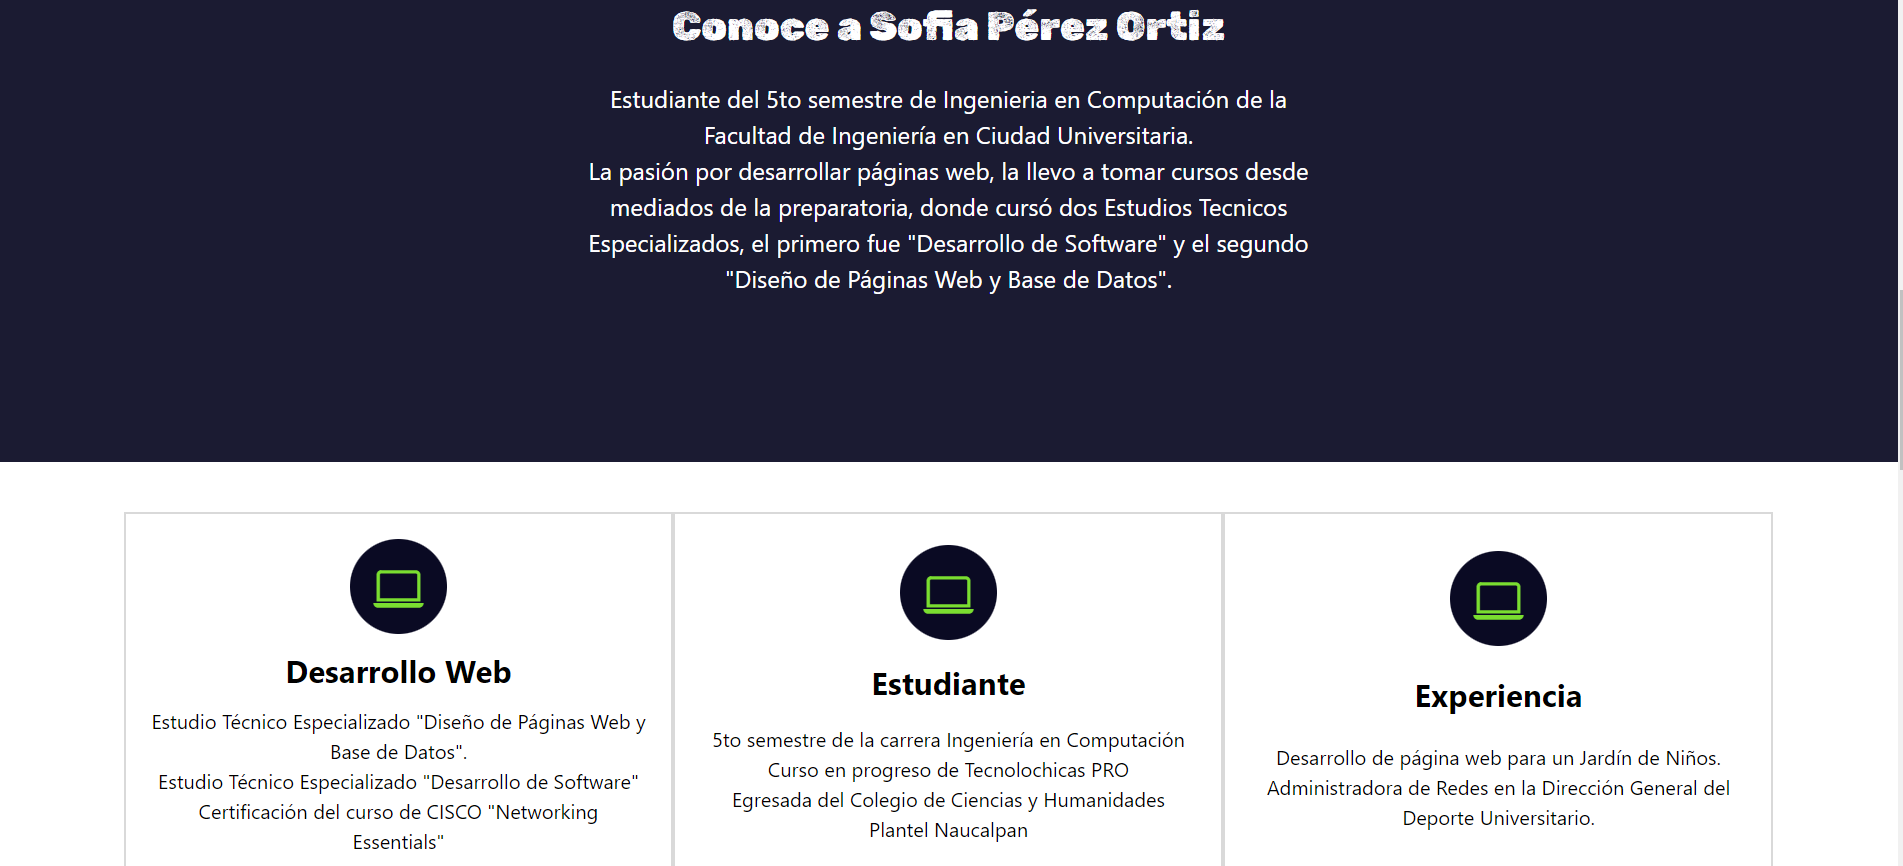 Conoce a Sofia Pérez Ortiz
Estudiante del 5to semestre de Ingenieria en Computación de la
Facultad de Ingeniería en Ciudad Universitaria.
La pasión por desarrollar páginas web, la llevo a tomar cursos desde
mediados de la preparatoria, donde cursó dos Estudios Tecnicos
Especializados, el primero fue "Desarrollo de Software" y el segundo
"Diseño de Páginas Web y Base de Datos".
Desarrollo Web
Estudio Técnico Especializado "Diseño de Páginas Web y
Base de Datos".
Estudio Técnico Especializado "Desarrollo de Software"
Certificación del curso de CISCO "Networking
Essentials"
Estudiante
5to semestre de la carrera Ingeniería en Computación
Curso en progreso de Tecnolochicas PRO
Egresada del Colegio de Ciencias y Humanidades
Plantel Naucalpan
Experiencia
Desarrollo de página web para un Jardín de Niños.
Administradora de Redes en la Dirección General del
Deporte Universitario.